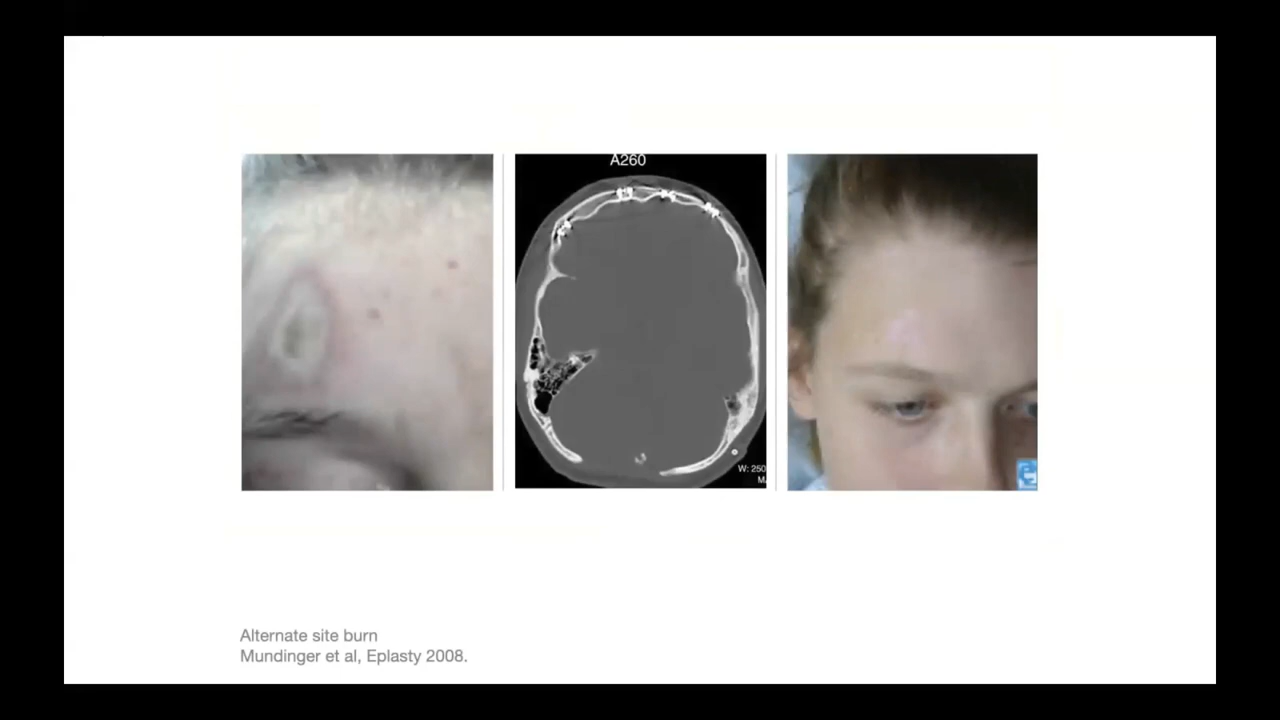 A260
W: 250
M
Alternate site burn
Mundinger et al, Eplasty 2008.